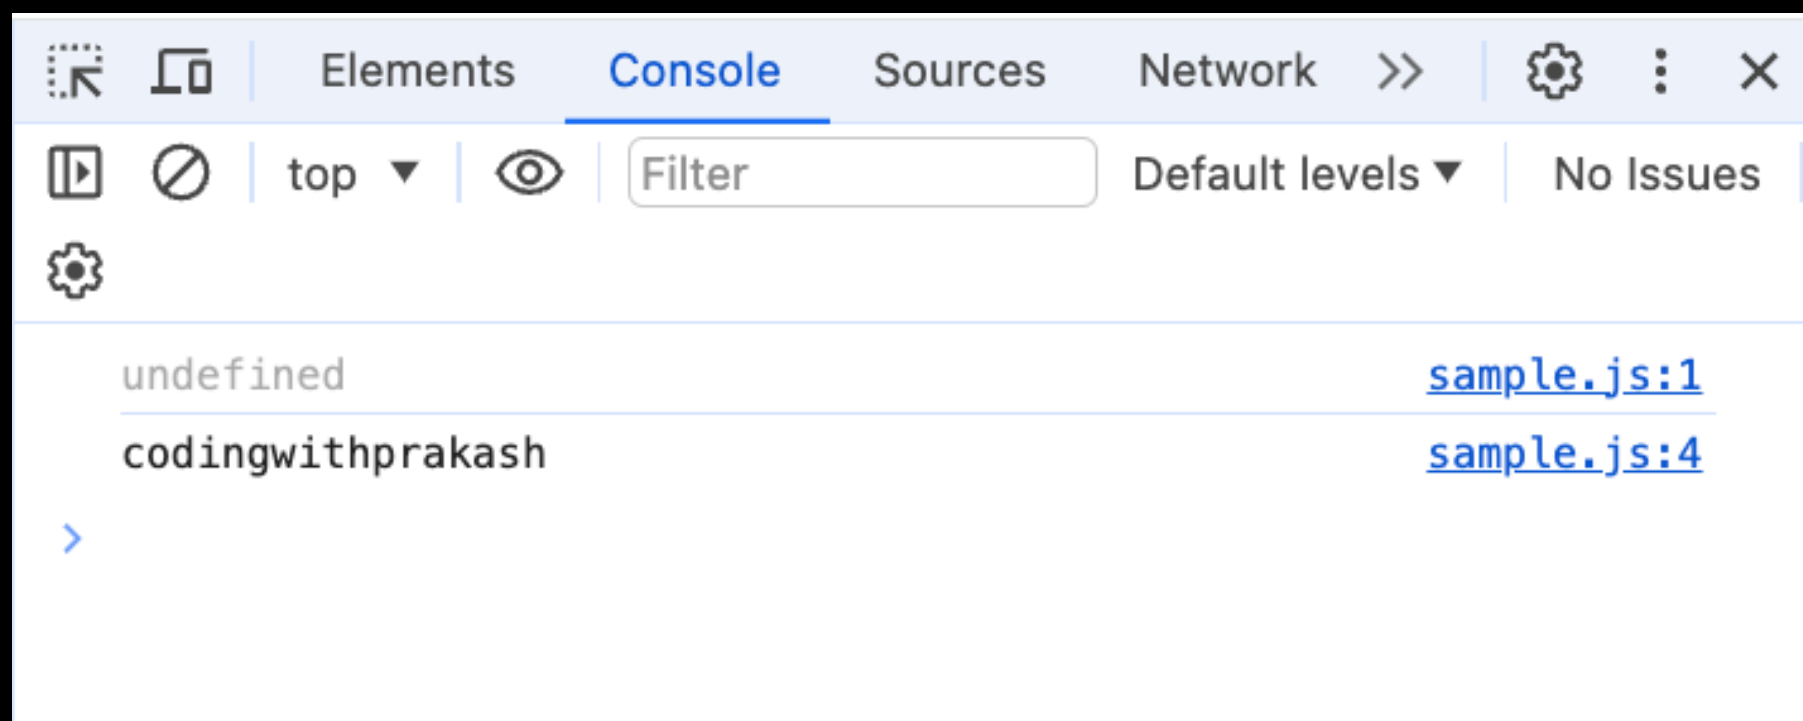 Elements Console Sources Network
top Filter Default levels No Issues
undefined sample.js:1
codingwithprakash sample.js:4